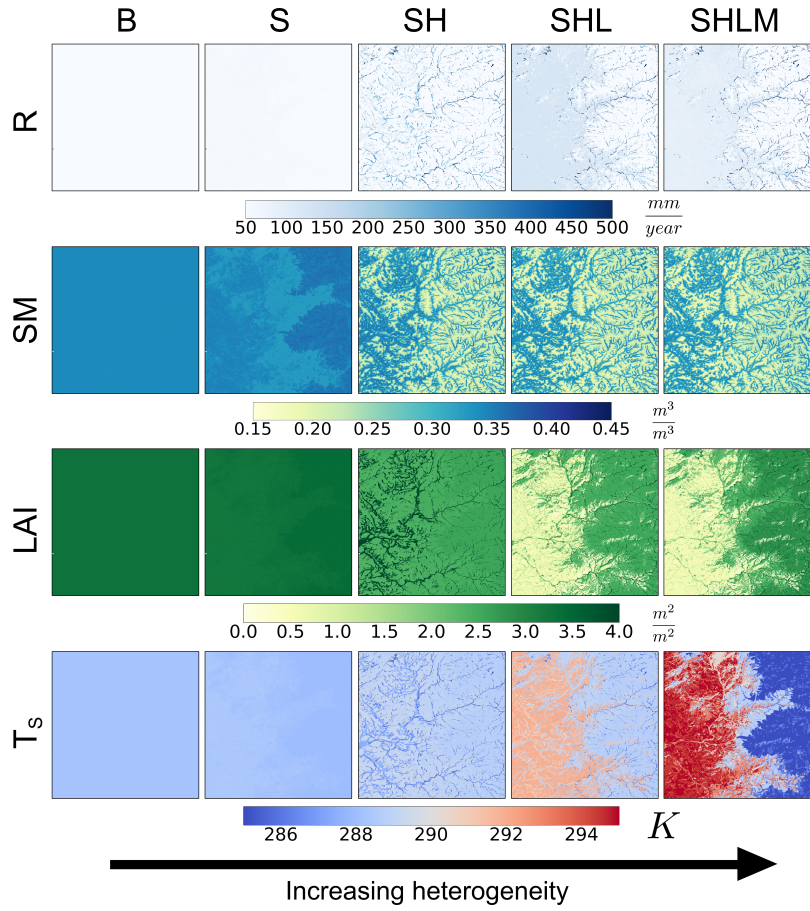 B S SH SHL SHLM
R
50 100 150 200 250 300 350 400 500
mm
year
SM
0.15 0.20 0.25 0.30 0.35 0.40 0.45
m³
m³
LAI
0.0 0.5 1.0 1.5 2.0 2.5 3.0 3.5 4.0
m²
m²
Tₛ
286 288 290 292 294
K
Increasing heterogeneity